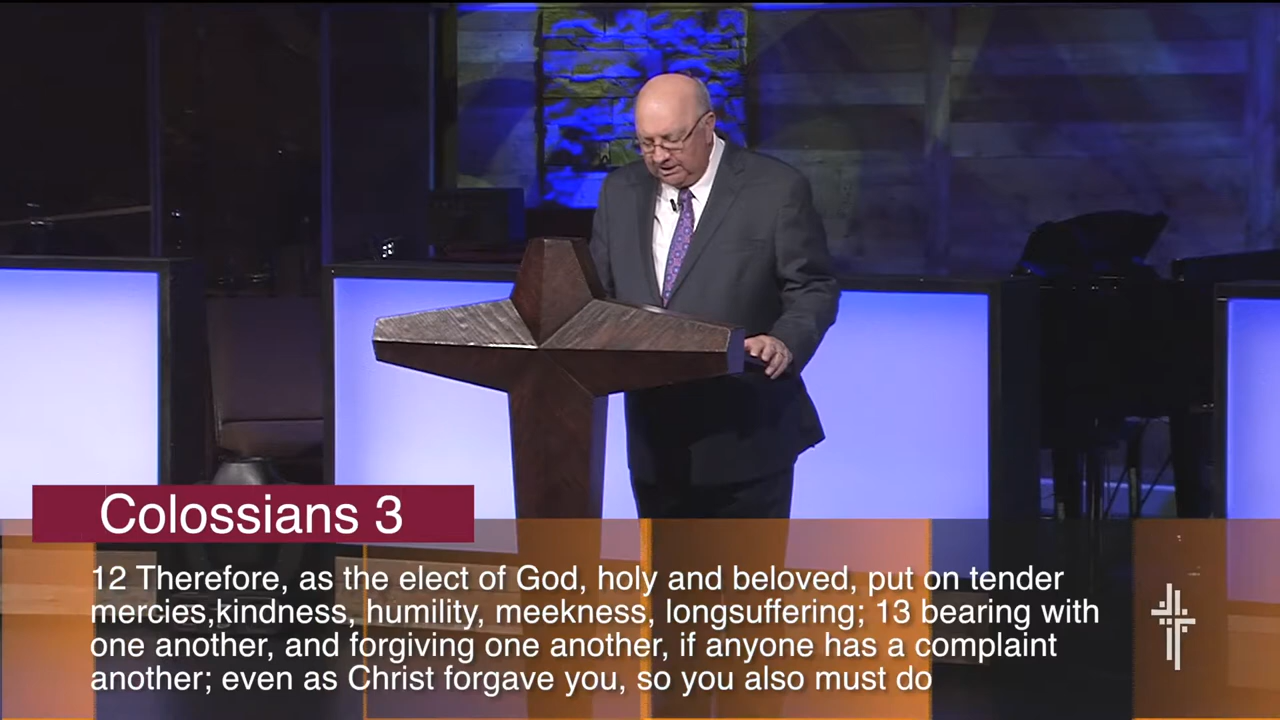 Colossians 3
12 Therefore, as the elect of God, holy and beloved, put on tender
mercies,kindness, humility, meekness, longsuffering; 13 bearing with
one another, and forgiving one another, if anyone has a complaint
another; even as Christ forgave you, so you also must do